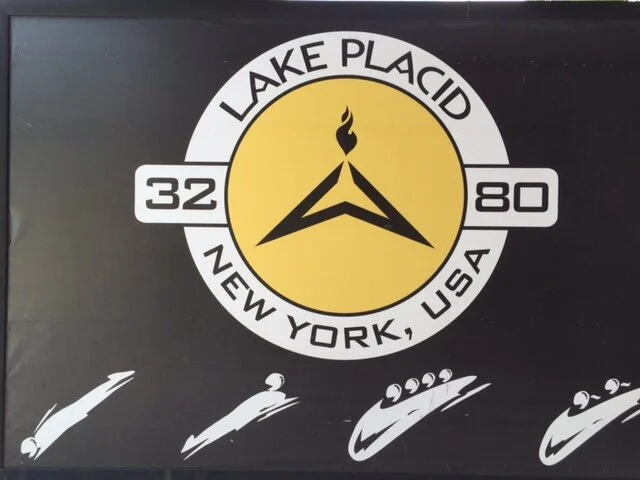 LAKE PLACID
32 80
NEW YORK, USA